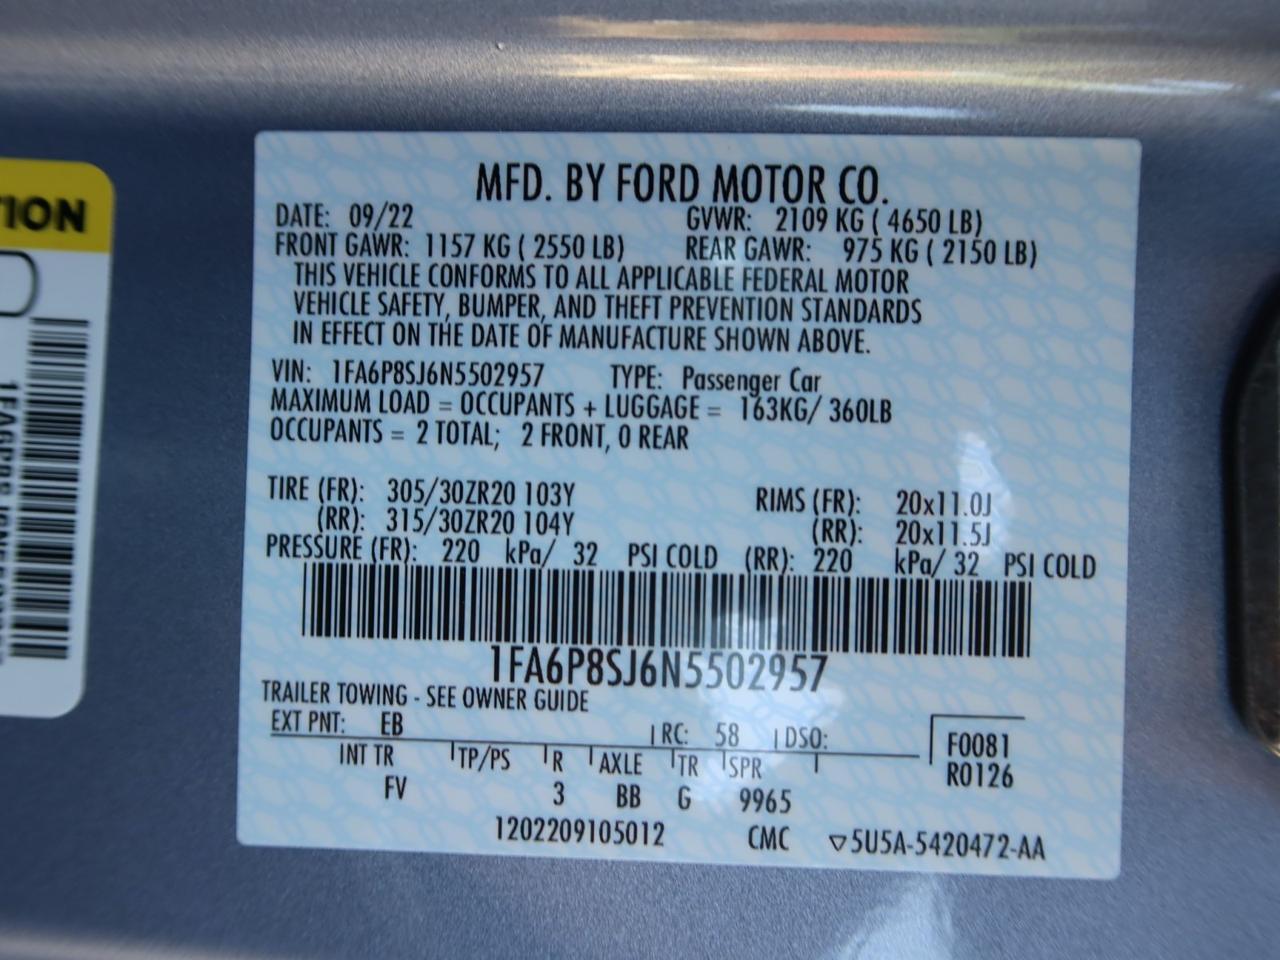 TION
MFD. BY FORD MOTOR CO.
DATE: 09/22 GVWR: 2109 KG ( 4650 LB)
FRONT GAWR: 1157 KG ( 2550 LB) REAR GAWR: 975 KG ( 2150 LB)
THIS VEHICLE CONFORMS TO ALL APPLICABLE FEDERAL MOTOR
VEHICLE SAFETY, BUMPER, AND THEFT PREVENTION STANDARDS
IN EFFECT ON THE DATE OF MANUFACTURE SHOWN ABOVE.
VIN: 1FA6P8SJ6N5502957 TYPE: Passenger Car
MAXIMUM LOAD = OCCUPANTS + LUGGAGE = 163KG/ 360LB
OCCUPANTS = 2 TOTAL; 2 FRONT, 0 REAR
TIRE (FR): 305/30ZR20 103Y RIMS (FR): 20x11.0J
(RR): 315/30ZR20 104Y (RR): 20x11.5J
PRESSURE (FR): 220 kPa/ 32 PSI COLD (RR): 220 kPa/ 32 PSI COLD
1FA6P8SJ6N5502957
TRAILER TOWING - SEE OWNER GUIDE
EXT PNT: EB RC: 58 DSO: F0081
INT TR TP/PS R AXLE TR SPR R0126
FV 3 BB G 9965
1202209105012 CMC ▽5U5A-5420472-AA